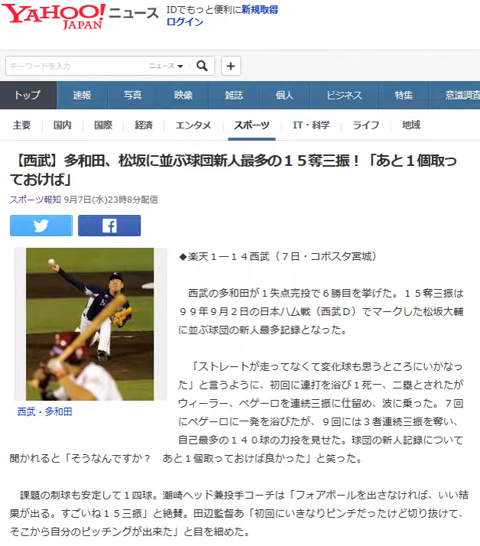 YAHOO! JAPAN ニュース
IDでもっと便利に新規取得
ログイン
キーワードを入力
ニュース
+
トップ 速報 写真 映像 雑誌 個人 ビジネス 特集 意識調査
主要 国内 国際 経済 エンタメ スポーツ IT・科学 ライフ 地域
【西武】多和田、松坂に並ぶ球団新人最多の15奪三振！「あと1個取っ
ておけば」
スポーツ報知 9月7日(水)23時8分配信
◆楽天1―14西武（7日・コボスタ宮城）
西武の多和田が1失点完投で6勝目を挙げた。15奪三振は
99年9月2日の日本ハム戦（西武D）でマークした松坂大輔
に並ぶ球団の新人最多記録となった。
「ストレートが走ってなくて変化球も思うところにいかなっ
た」と言うように、初回に連打を浴び1死一、二塁とされたが
ウィーラー、ペゲーロを連続三振に仕留め、波に乗った。7回
にペゲーロに一発を浴びたが、9回には3者連続三振を奪い、
自己最多の140球の力投を見せた。球団の新人記録について
聞かれると「そうなんですか？　あと1個取っておけば良かった」と笑った。
西武・多和田
課題の制球も安定して1四球。潮崎ヘッド兼投手コーチは「フォアボールを出さなければ、いい結
果が出る。すごいね15三振」と絶賛。田辺監督あ「初回にいきなりピンチだったけど切り抜けて、
そこから自分のピッチングが出来た」と目を細めた。